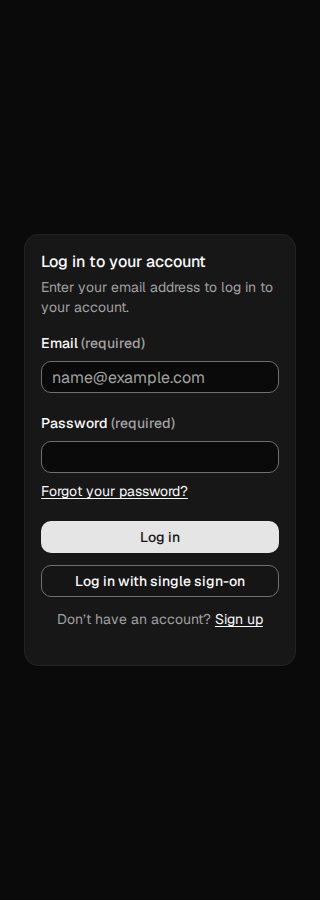 Log in to your account
Enter your email address to log in to
your account.
Email (required)
name@example.com
Password (required)
Forgot your password?
Log in
Log in with single sign-on
Don't have an account? Sign up